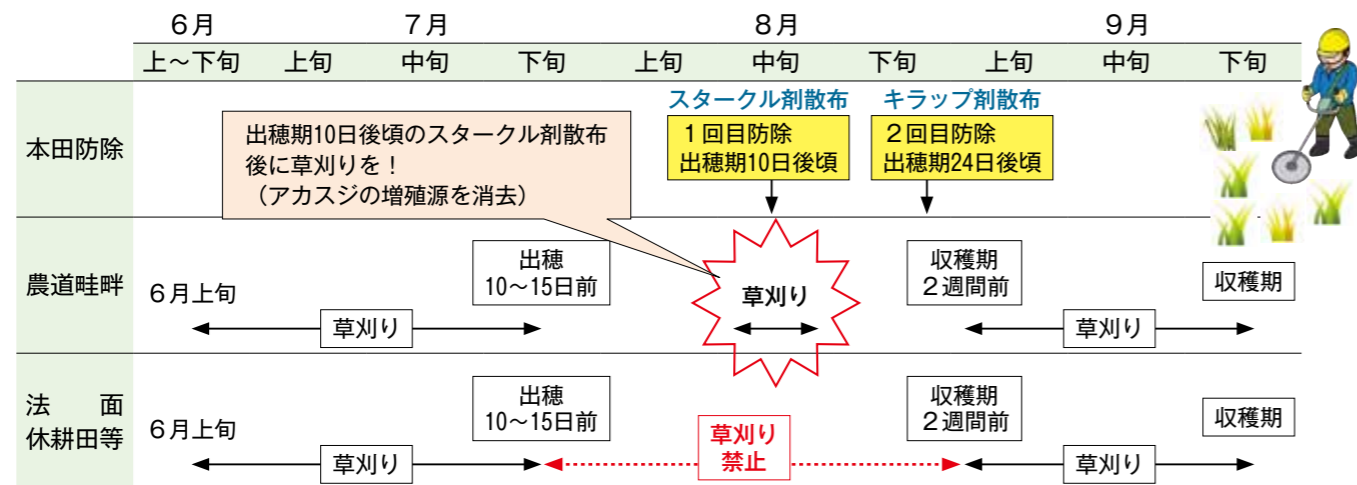 6月 7月 8月 9月
上～下旬 上旬 中旬 下旬 上旬 中旬 下旬 上旬 中旬 下旬
本田防除
出穂期10日後頃のスタークル剤散布
後に草刈りを！
（アカスジの増殖源を消去）
スタークル剤散布
１回目防除
出穂期10日後頃
キラップ剤散布
２回目防除
出穂期24日後頃
農道畦畔
６月上旬
草刈り
出穂
10～15日前
草刈り
収穫期
２週間前
草刈り
収穫期
法　面
休耕田等
６月上旬
草刈り
出穂
10～15日前
草刈り
禁止
収穫期
２週間前
草刈り
収穫期